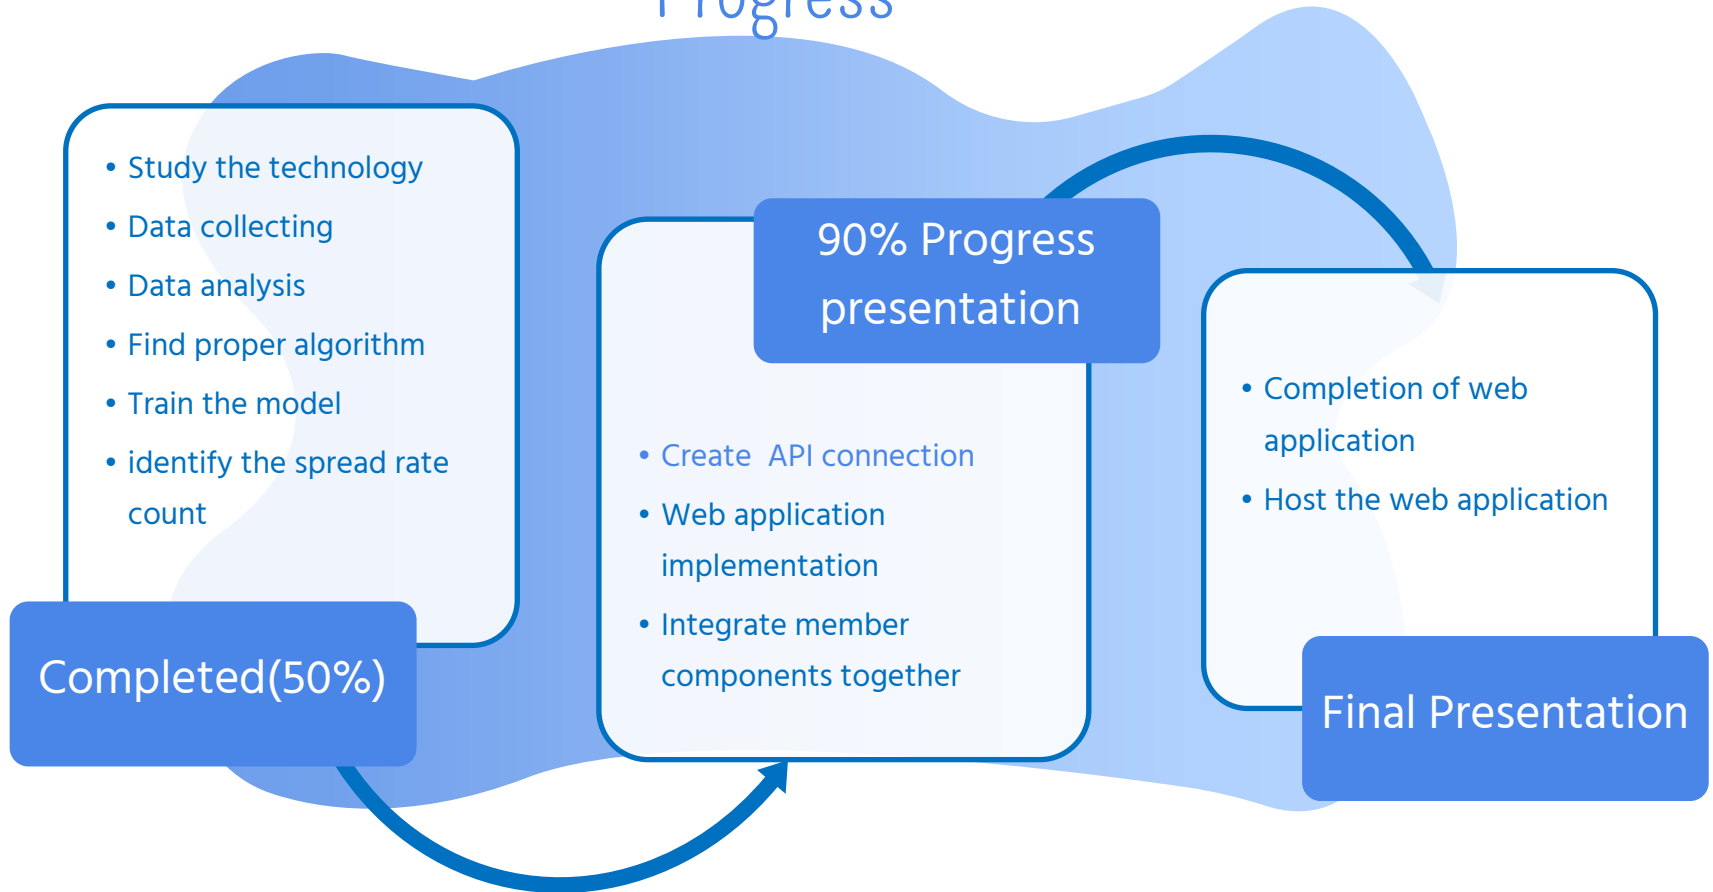 Progress
• Study the technology
• Data collecting
• Data analysis
• Find proper algorithm
• Train the model
• identify the spread rate
count
Completed(50%)
90% Progress
presentation
• Create  API connection
• Web application
implementation
• Integrate member
components together
• Completion of web
application
• Host the web application
Final Presentation